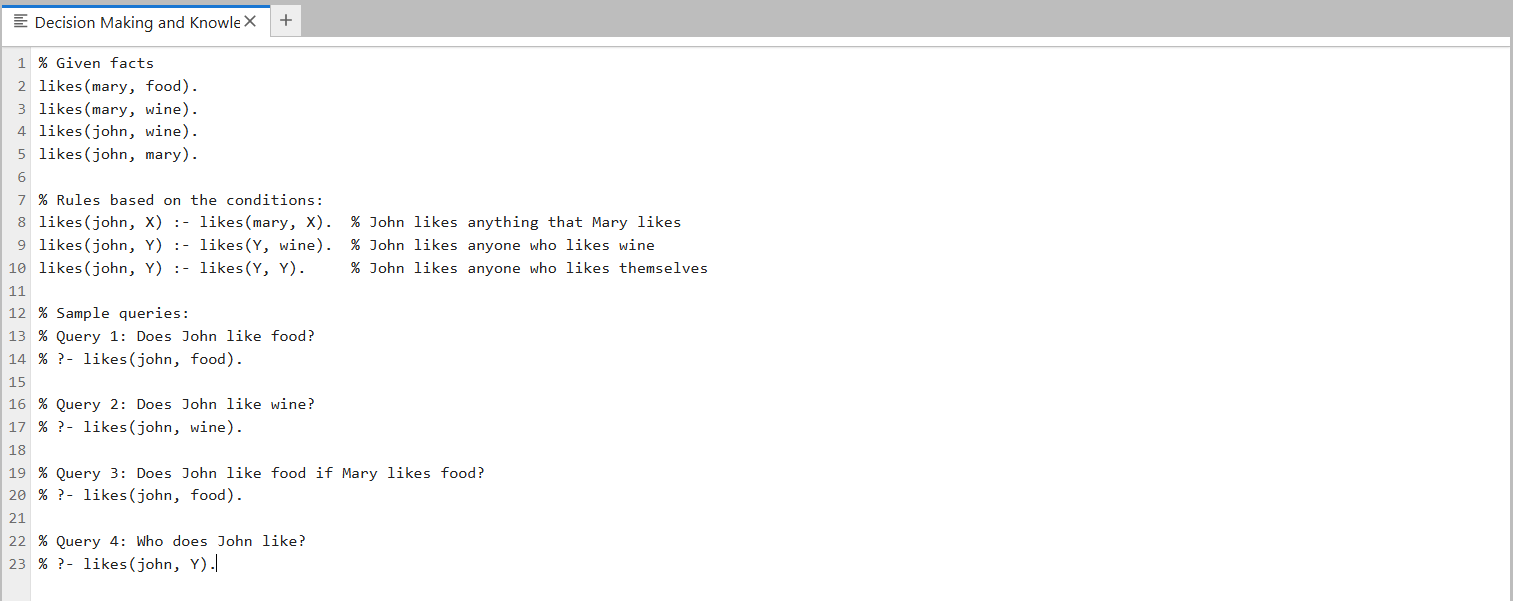 Decision Making and Knowle
1 % Given facts
2 likes(mary, food).
3 likes(mary, wine).
4 likes(john, wine).
5 likes(john, mary).
6
7 % Rules based on the conditions:
8 likes(john, X) :- likes(mary, X).  % John likes anything that Mary likes
9 likes(john, Y) :- likes(Y, wine).  % John likes anyone who likes wine
10 likes(john, Y) :- likes(Y, Y).     % John likes anyone who likes themselves
11
12 % Sample queries:
13 % Query 1: Does John like food?
14 % ?- likes(john, food).
15
16 % Query 2: Does John like wine?
17 % ?- likes(john, wine).
18
19 % Query 3: Does John like food if Mary likes food?
20 % ?- likes(john, food).
21
22 % Query 4: Who does John like?
23 % ?- likes(john, Y).